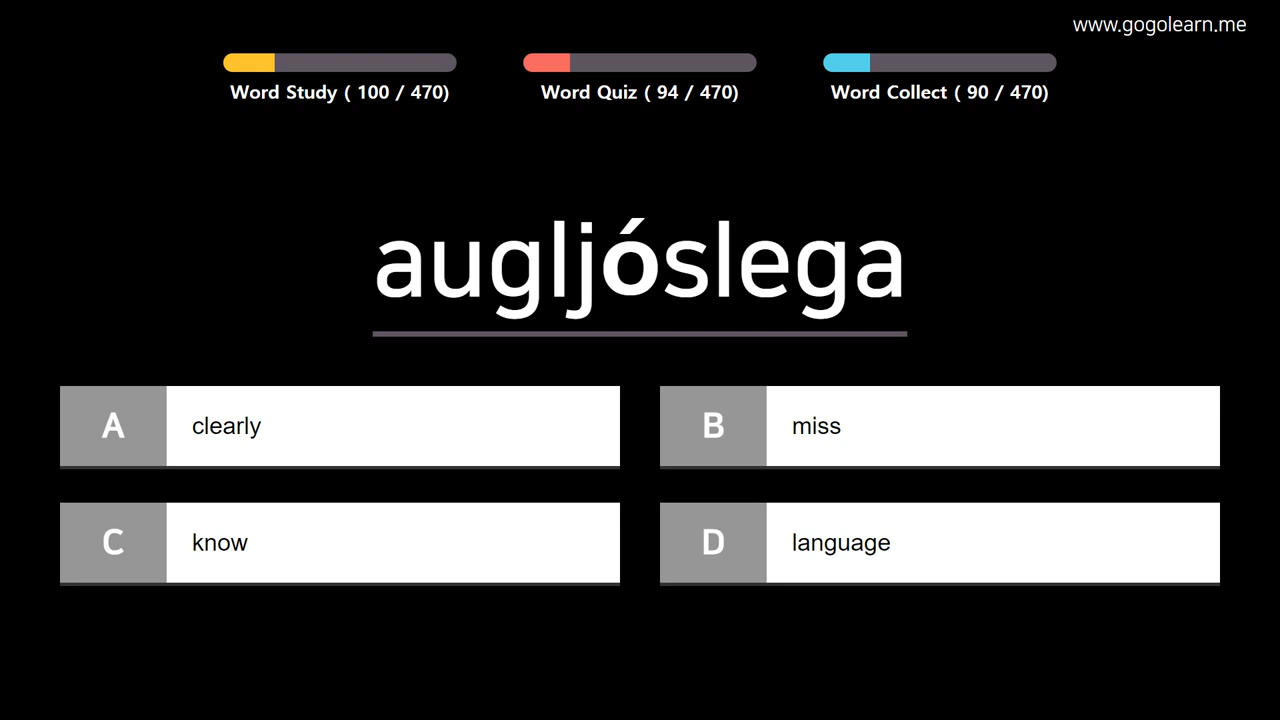 www.gogolearn.me
Word Study ( 100 / 470)
Word Quiz ( 94 / 470)
Word Collect ( 90 / 470)
augljóslega
A clearly
B miss
C know
D language